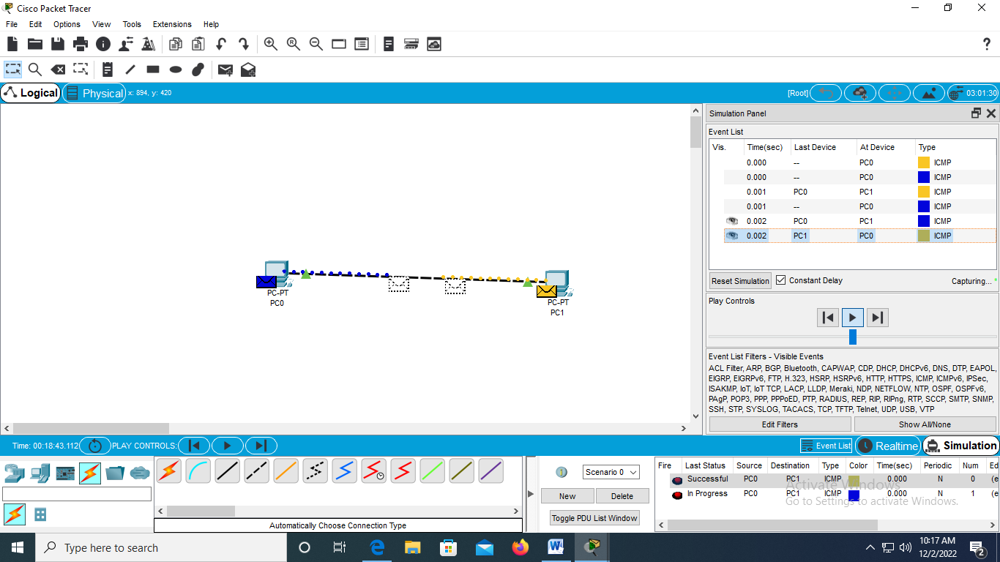 Cisco Packet Tracer
File Edit Options View Tools Extensions Help
Logical Physical x: 894, y: 420 [Root] 03:01:30
Simulation Panel
Event List
Vis. Time(sec) Last Device At Device Type
0.000 -- PC0 ICMP
0.000 -- PC0 ICMP
0.001 PC0 PC1 ICMP
0.001 -- PC0 ICMP
0.002 PC0 PC1 ICMP
0.002 PC1 PC0 ICMP
PC-PT
PC0
PC-PT
PC1
Reset Simulation Constant Delay Capturing... *
Play Controls
Event List Filters - Visible Events
ACL Filter, ARP, BGP, Bluetooth, CAPWAP, CDP, DHCP, DHCPv6, DNS, DTP, EAPOL,
EIGRP, EIGRPv6, FTP, H.323, HSRP, HSRPv6, HTTP, HTTPS, ICMP, ICMPv6, IPSec,
ISAKMP, IoT, IoT TCP, LACP, LLDP, Meraki, NDP, NETFLOW, NTP, OSPF, OSPFv6,
PAgP, POP3, PPP, PPPoED, PTP, RADIUS, REP, RIP, RIPng, RTP, SCCP, SMTP, SNMP,
SSH, STP, SYSLOG, TACACS, TCP, TFTP, Telnet, UDP, USB, VTP
Edit Filters Show All/None
Time: 00:18:43.112 PLAY CONTROLS: Event List Realtime Simulation
Scenario 0
New Delete
Toggle PDU List Window
Fire Last Status Source Destination Type Color Time(sec) Periodic Num Ed
Successful PC0 PC1 ICMP 0.000 N 0 (e
In Progress PC0 PC1 ICMP 0.000 N 1 (e
Activate Windows
Go to Settings to activate Windows.
Automatically Choose Connection Type
Type here to search
10:17 AM
12/2/2022
2